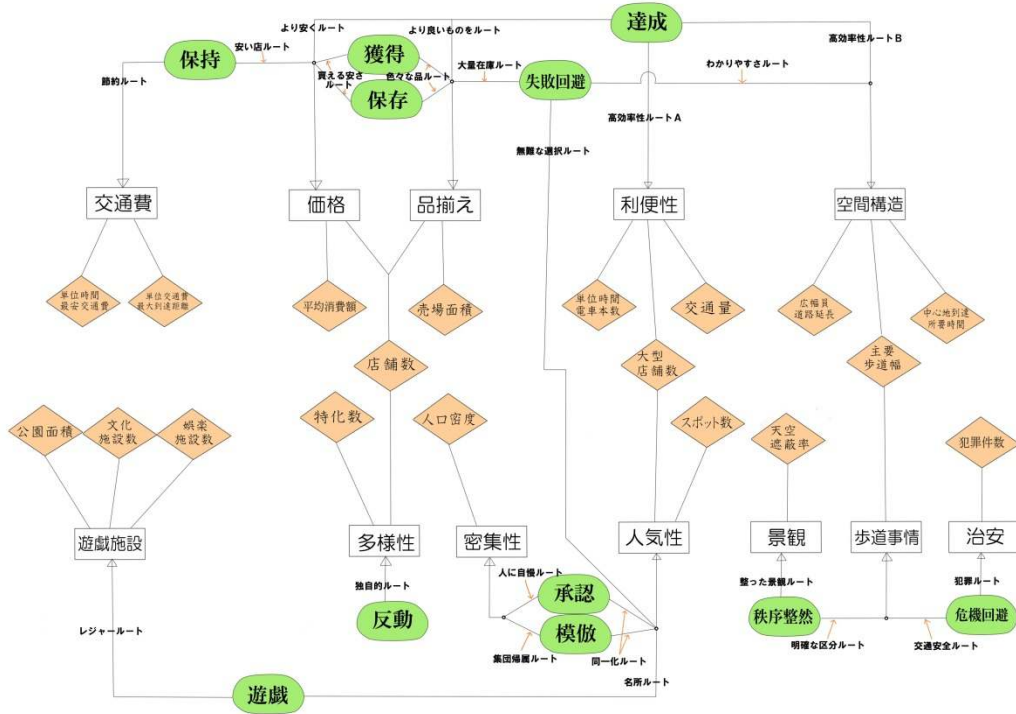 より安くルート
より良いものをルート
達成
高効率性ルートB
保持
安い店ルート
獲得
節約ルート
買える安さ
ルート
色々な品ルート
大量在庫ルート
わかりやすさルート
失敗回避
保存
高効率性ルートA
無難な選択ルート
交通費
価格
品揃え
利便性
空間構造
単位時間
最安交通費
単位交通費
最大到達距離
平均消費額
売場面積
単位時間
電車本数
交通量
広幅員
道路延長
中心地到達
所要時間
店舗数
大型
店舗数
主要
歩道幅
公園面積
文化
施設数
娯楽
施設数
特化数
人口密度
スポット数
天空
遮蔽率
犯罪件数
遊戯施設
多様性
密集性
人気性
景観
歩道事情
治安
独自的ルート
人に自慢ルート
承認
整った景観ルート
犯罪ルート
反動
秩序整然
危機回避
レジャールート
模倣
集団帰属ルート
同一化ルート
明確な区分ルート
交通安全ルート
名所ルート
遊戯